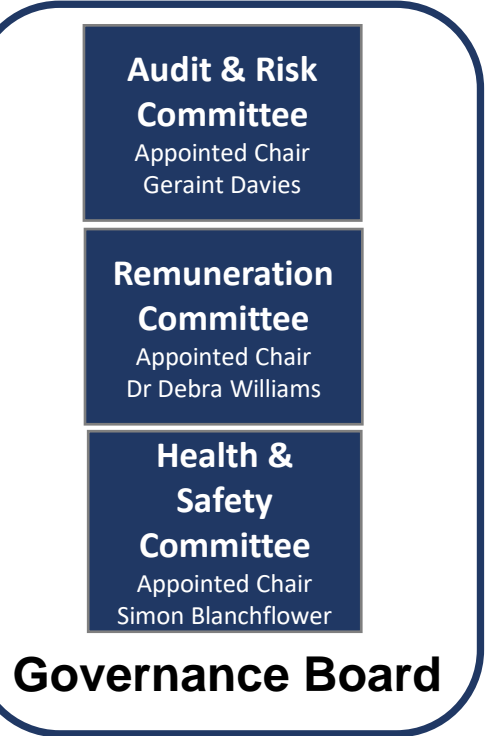 Audit & Risk
Committee
Appointed Chair
Geraint Davies
Remuneration
Committee
Appointed Chair
Dr Debra Williams
Health &
Safety
Committee
Appointed Chair
Simon Blanchflower
Governance Board